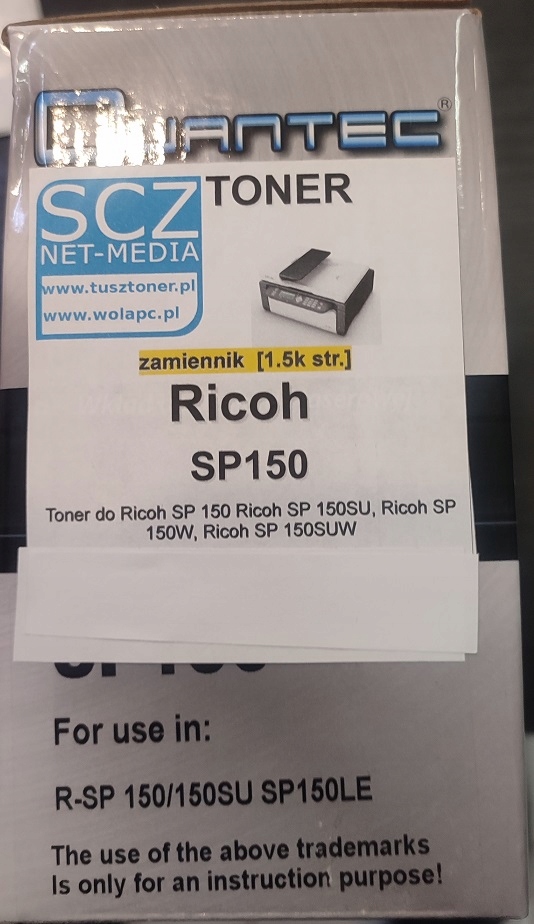 QUANTEC®
SCZ
NET-MEDIA
www.tusztoner.pl
www.wolapc.pl
TONER
zamiennik [1.5k str.]
Ricoh
SP150
Toner do Ricoh SP 150 Ricoh SP 150SU, Ricoh SP
150W, Ricoh SP 150SUW
For use in:
R-SP 150/150SU SP150LE
The use of the above trademarks
Is only for an instruction purpose!